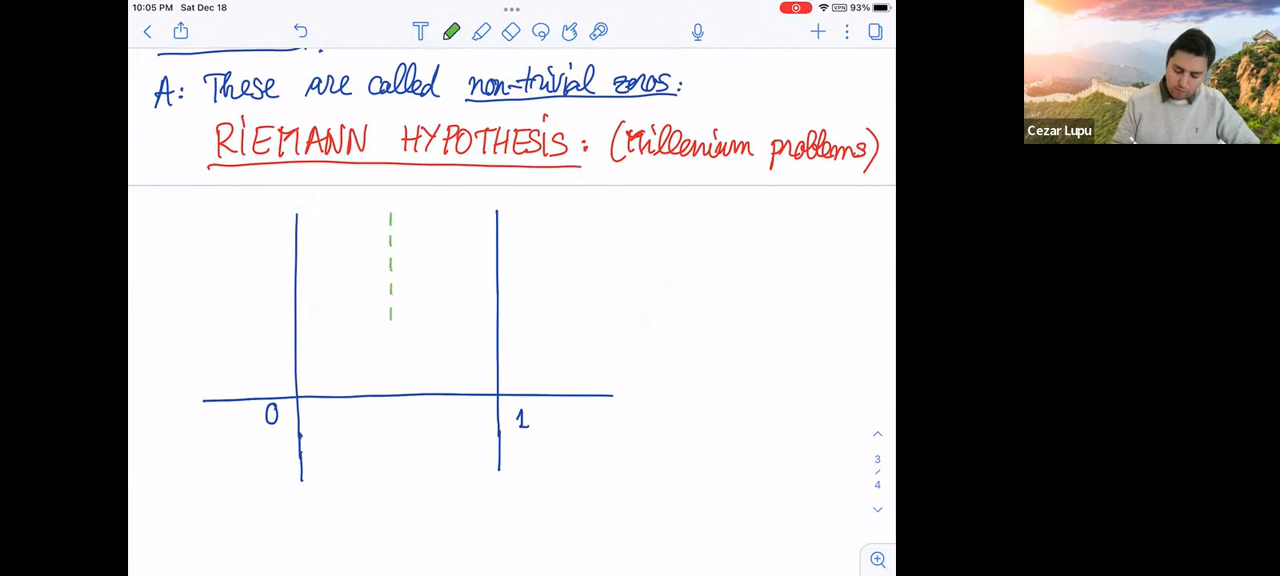 10:05 PM Sat Dec 18
VPN 93%
A: These are called non-trivial zeros:
RIEMANN HYPOTHESIS: (Millenium problems)
0
1
3
/
4
Cezar Lupu